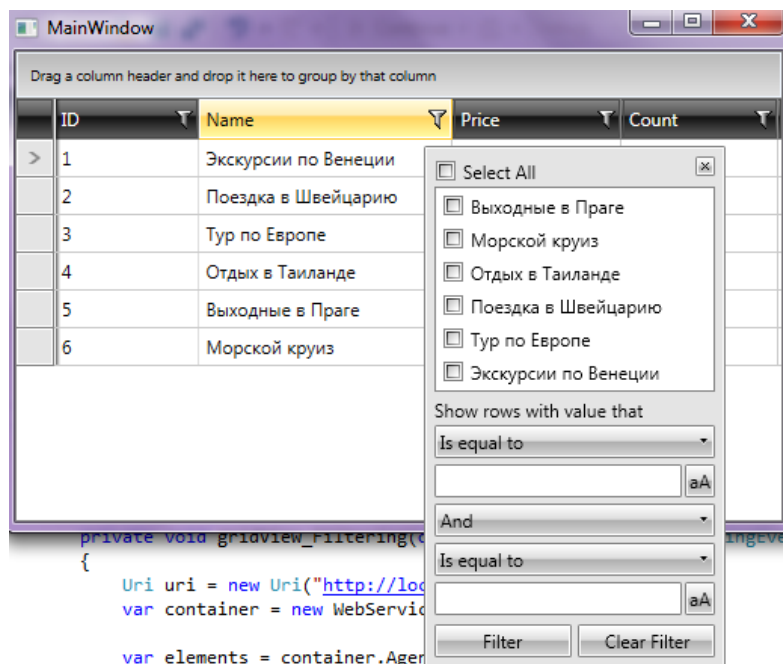 MainWindow
Drag a column header and drop it here to group by that column
ID Name Price Count
1 Экскурсии по Венеции
2 Поездка в Швейцарию
3 Тур по Европе
4 Отдых в Таиланде
5 Выходные в Праге
6 Морской круиз
Select All
Выходные в Праге
Морской круиз
Отдых в Таиланде
Поездка в Швейцарию
Тур по Европе
Экскурсии по Венеции
Show rows with value that
Is equal to
aA
And
Is equal to
aA
Filter Clear Filter
private void gridview_Filtering(
{
Uri uri = new Uri("http://loc
var container = new WebServic
var elements = container.Agen